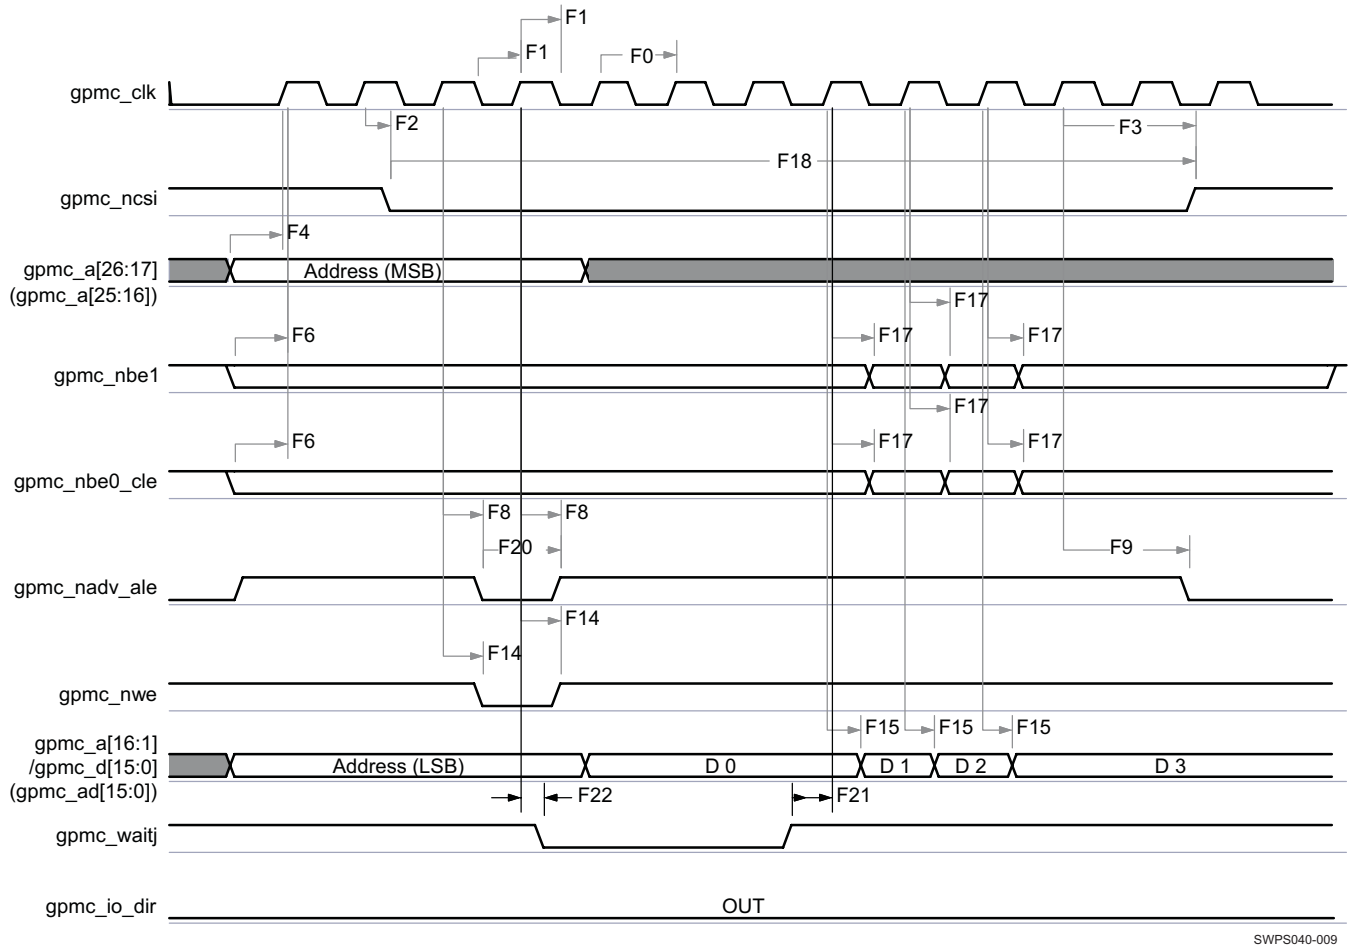 F1
F1
F0
gpmc_clk
F2
F3
F18
gpmc_ncsi
F4
gpmc_a[26:17]
Address (MSB)
(gpmc_a[25:16])
F17
F6
F17
F17
gpmc_nbe1
F17
F6
F17
F17
gpmc_nbe0_cle
F8
F8
F20
F9
gpmc_nadv_ale
F14
F14
gpmc_nwe
F15
F15
F15
gpmc_a[16:1]
/gpmc_d[15:0]
Address (LSB)
D 0
D 1
D 2
D 3
(gpmc_ad[15:0])
F22
F21
gpmc_waitj
gpmc_io_dir
OUT
SWPS040-009